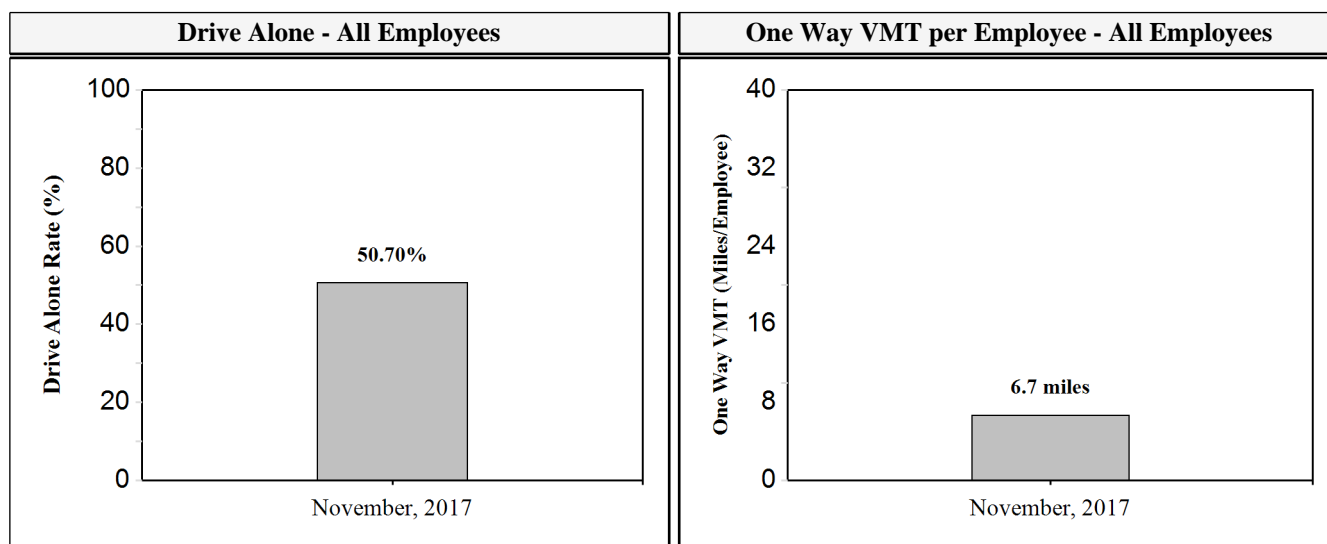 Drive Alone - All Employees
Drive Alone Rate (%)
100
80
60
40
20
0
50.70%
November, 2017
One Way VMT per Employee - All Employees
One Way VMT (Miles/Employee)
40
32
24
16
8
0
6.7 miles
November, 2017